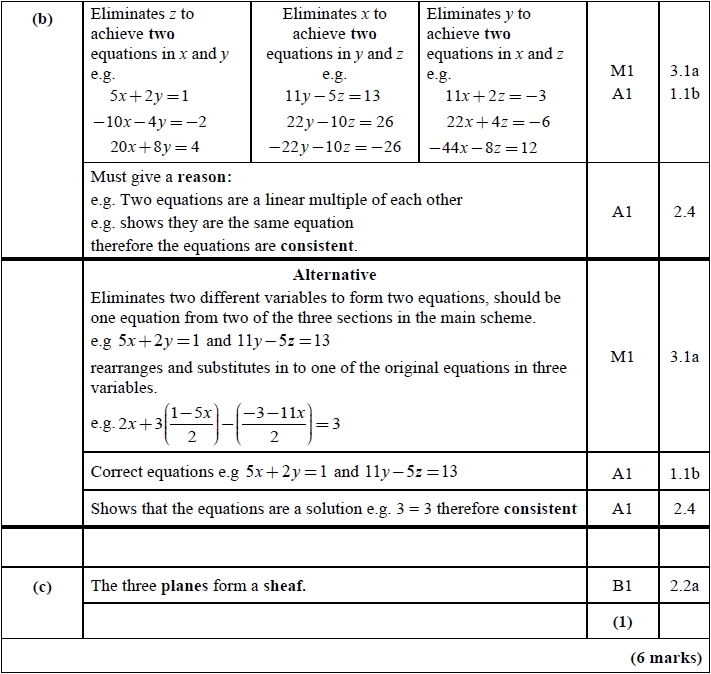 (b)
Eliminates z to
achieve two
equations in x and y
e.g.
5x+2y=1
−10x−4y=−2
20x+8y=4
Eliminates x to
achieve two
equations in y and z
e.g.
11y−5z=13
22y−10z=26
−22y−10z=−26
Eliminates y to
achieve two
equations in x and z
e.g.
11x+2z=−3
22x+4z=−6
−44x−8z=12
M1
A1
3.1a
1.1b
Must give a reason:
e.g. Two equations are a linear multiple of each other
e.g. shows they are the same equation
therefore the equations are consistent.
A1
2.4
Alternative
Eliminates two different variables to form two equations, should be
one equation from two of the three sections in the main scheme.
e.g 5x+2y=1 and 11y−5z=13
rearranges and substitutes in to one of the original equations in three
variables.
e.g. 2x+3((1−5x)/2)−((−3−11x)/2)=3
M1
3.1a
Correct equations e.g 5x+2y=1 and 11y−5z=13
A1
1.1b
Shows that the equations are a solution e.g. 3 = 3 therefore consistent
A1
2.4
(c)
The three planes form a sheaf.
B1
2.2a
(1)
(6 marks)